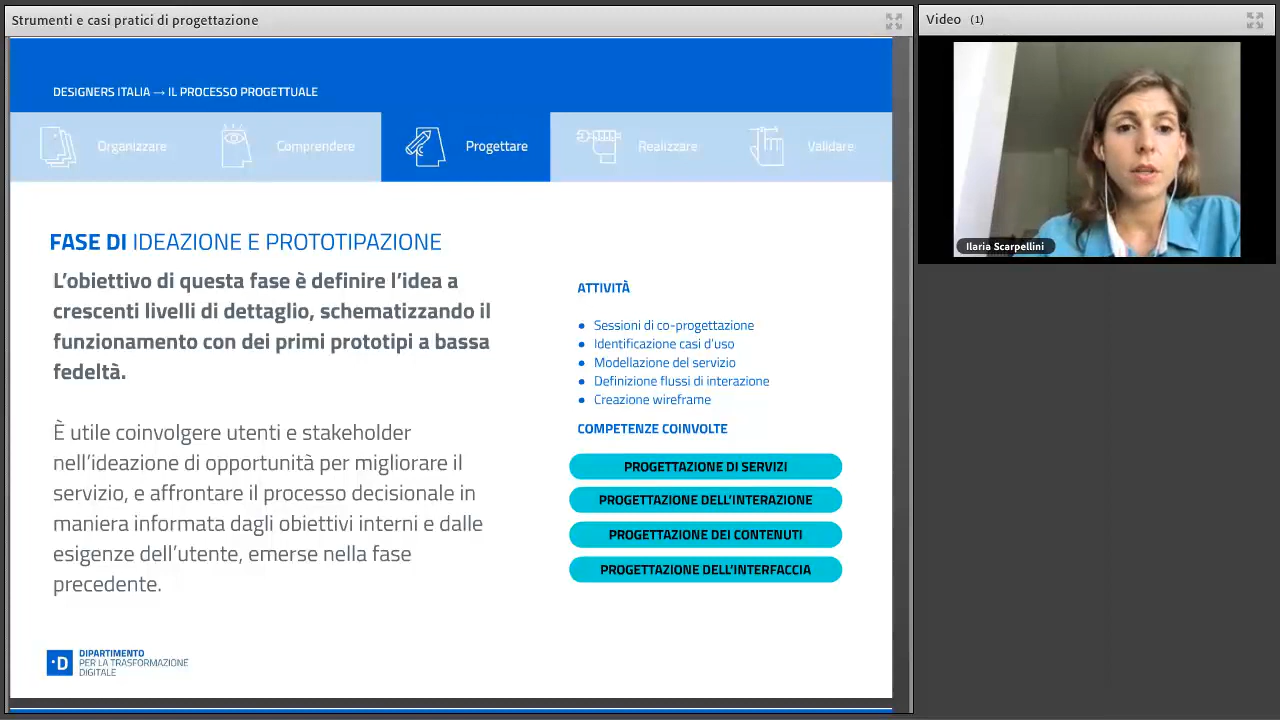 Strumenti e casi pratici di progettazione
Video (1)
DESIGNERS ITALIA → IL PROCESSO PROGETTUALE
Organizzare
Comprendere
Progettare
Realizzare
Validare
FASE DI IDEAZIONE E PROTOTIPAZIONE
L'obiettivo di questa fase è definire l'idea a
crescenti livelli di dettaglio, schematizzando il
funzionamento con dei primi prototipi a bassa
fedeltà.
È utile coinvolgere utenti e stakeholder
nell'ideazione di opportunità per migliorare il
servizio, e affrontare il processo decisionale in
maniera informata dagli obiettivi interni e dalle
esigenze dell'utente, emerse nella fase
precedente.
ATTIVITÀ
● Sessioni di co-progettazione
● Identificazione casi d'uso
● Modellazione del servizio
● Definizione flussi di interazione
● Creazione wireframe
COMPETENZE COINVOLTE
PROGETTAZIONE DI SERVIZI
PROGETTAZIONE DELL'INTERAZIONE
PROGETTAZIONE DEI CONTENUTI
PROGETTAZIONE DELL'INTERFACCIA
·D
DIPARTIMENTO
PER LA TRASFORMAZIONE
DIGITALE
Ilaria Scarpellini